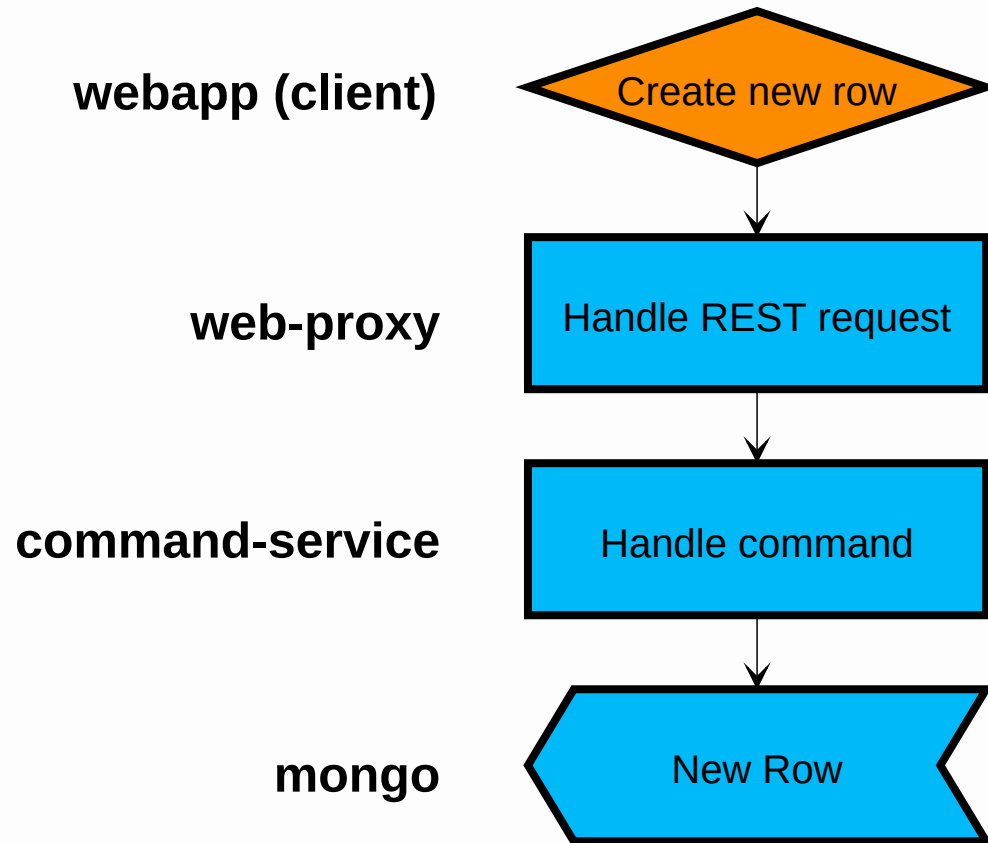 webapp (client)
Create new row
web-proxy
Handle REST request
command-service
Handle command
mongo
New Row